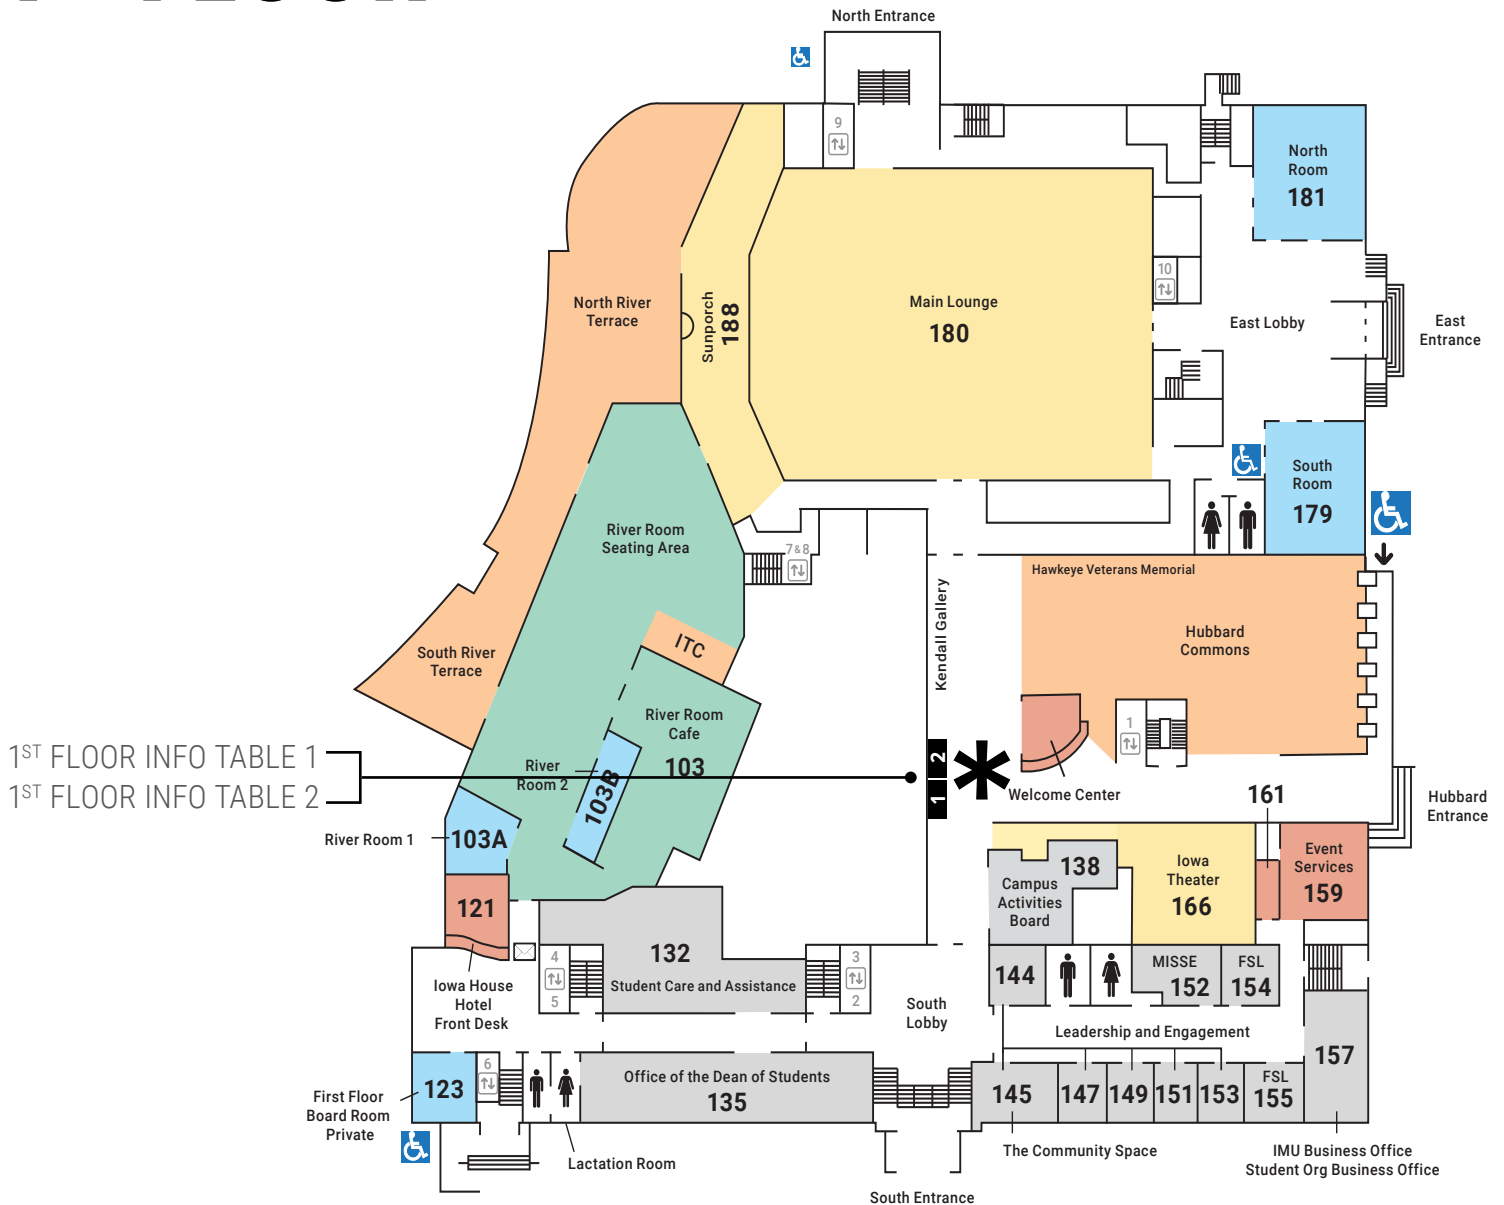 North Entrance
9
North
Room
181
North River
Terrace
Sunporch
188
Main Lounge
180
10
East Lobby
East
Entrance
South
Room
179
River Room
Seating Area
7&8
Hawkeye Veterans Memorial
Kendall Gallery
Hubbard
Commons
ITC
South River
Terrace
River Room
Cafe
103
1
1ST FLOOR INFO TABLE 1
1ST FLOOR INFO TABLE 2
River
Room 2
103B
2
1
Welcome Center
161
Hubbard
Entrance
River Room 1
103A
138
Campus
Activities
Board
Iowa
Theater
166
Event
Services
159
121
132
Student Care and Assistance
4
5
3
2
144
MISSE
152
FSL
154
Iowa House
Hotel
Front Desk
South
Lobby
Leadership and Engagement
157
6
123
First Floor
Board Room
Private
Office of the Dean of Students
135
145
147
149
151
153
FSL
155
Lactation Room
The Community Space
IMU Business Office
Student Org Business Office
South Entrance